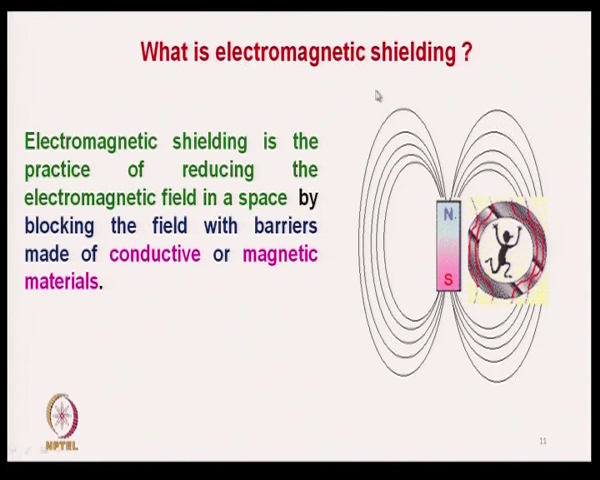 What is electromagnetic shielding ?
Electromagnetic shielding is the
practice of reducing the
electromagnetic field in a space by
blocking the field with barriers
made of conductive or magnetic
materials.
N
S
NPTEL
11